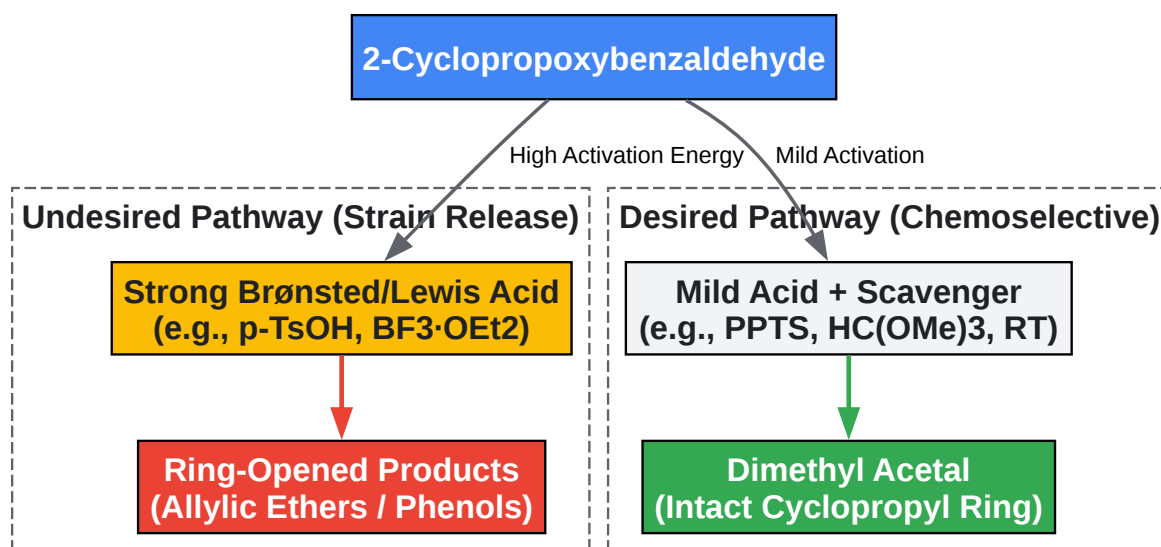 2-Cyclopropoxybenzaldehyde
High Activation Energy
Mild Activation
Undesired Pathway (Strain Release)
Strong Brønsted/Lewis Acid
(e.g., p-TsOH, BF3·OEt2)
Ring-Opened Products
(Allylic Ethers / Phenols)
Desired Pathway (Chemoselective)
Mild Acid + Scavenger
(e.g., PPTS, HC(OMe)3, RT)
Dimethyl Acetal
(Intact Cyclopropyl Ring)